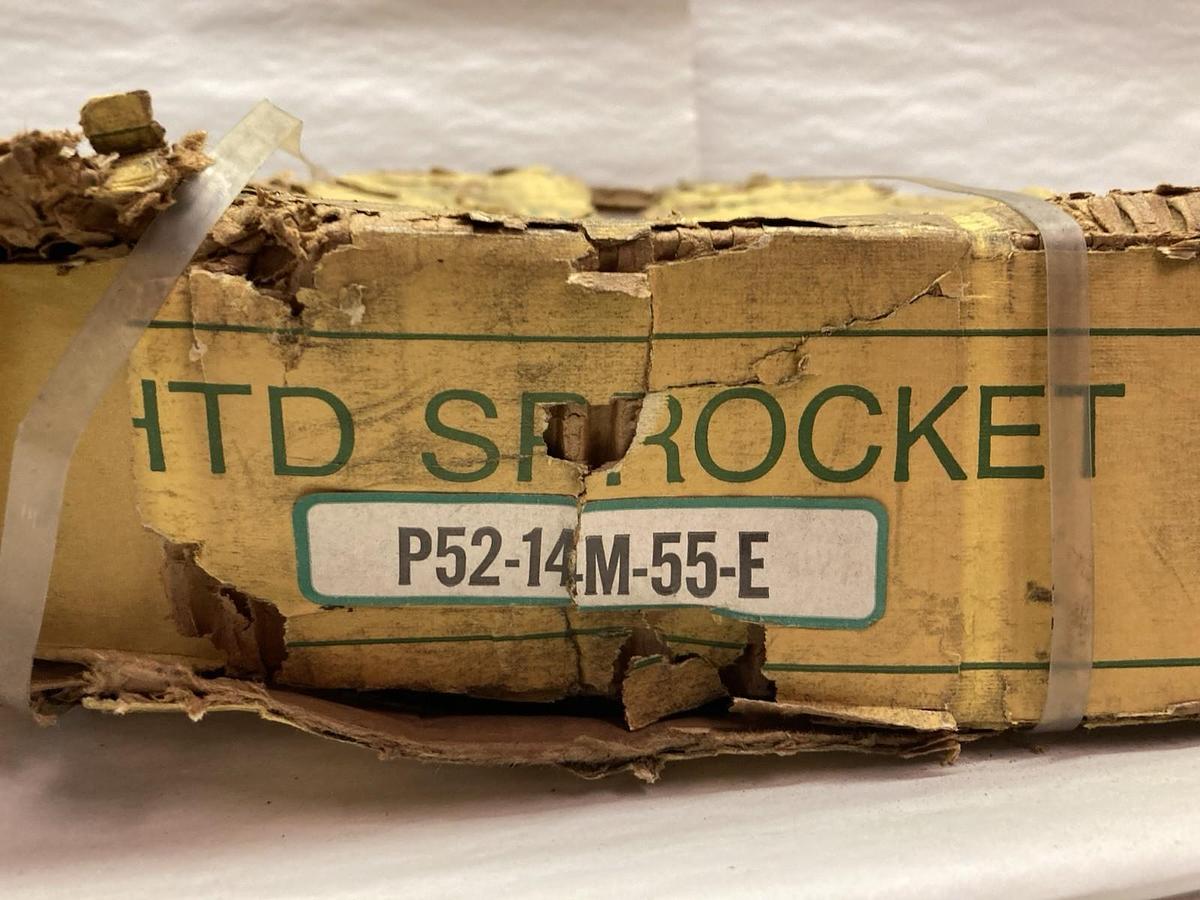 HTD SPROCKET
P52-14M-55-E